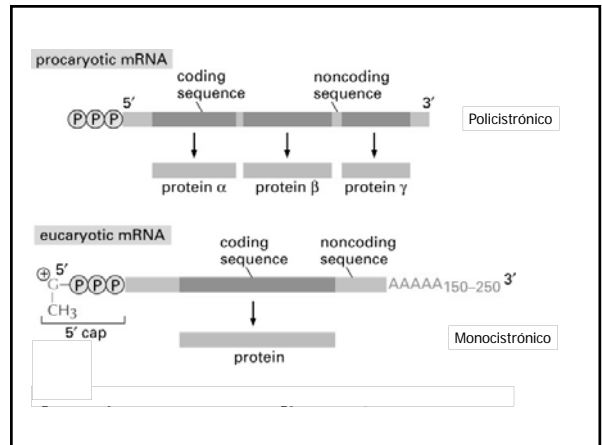 procaryotic mRNA
coding
sequence
noncoding
sequence
5′
3′
PPP
Policistrónico
protein α
protein β
protein γ
eucaryotic mRNA
coding
sequence
noncoding
sequence
+
5′
G–PPP
AAAAA150–250 3′
CH3
5′ cap
protein
Monocistrónico